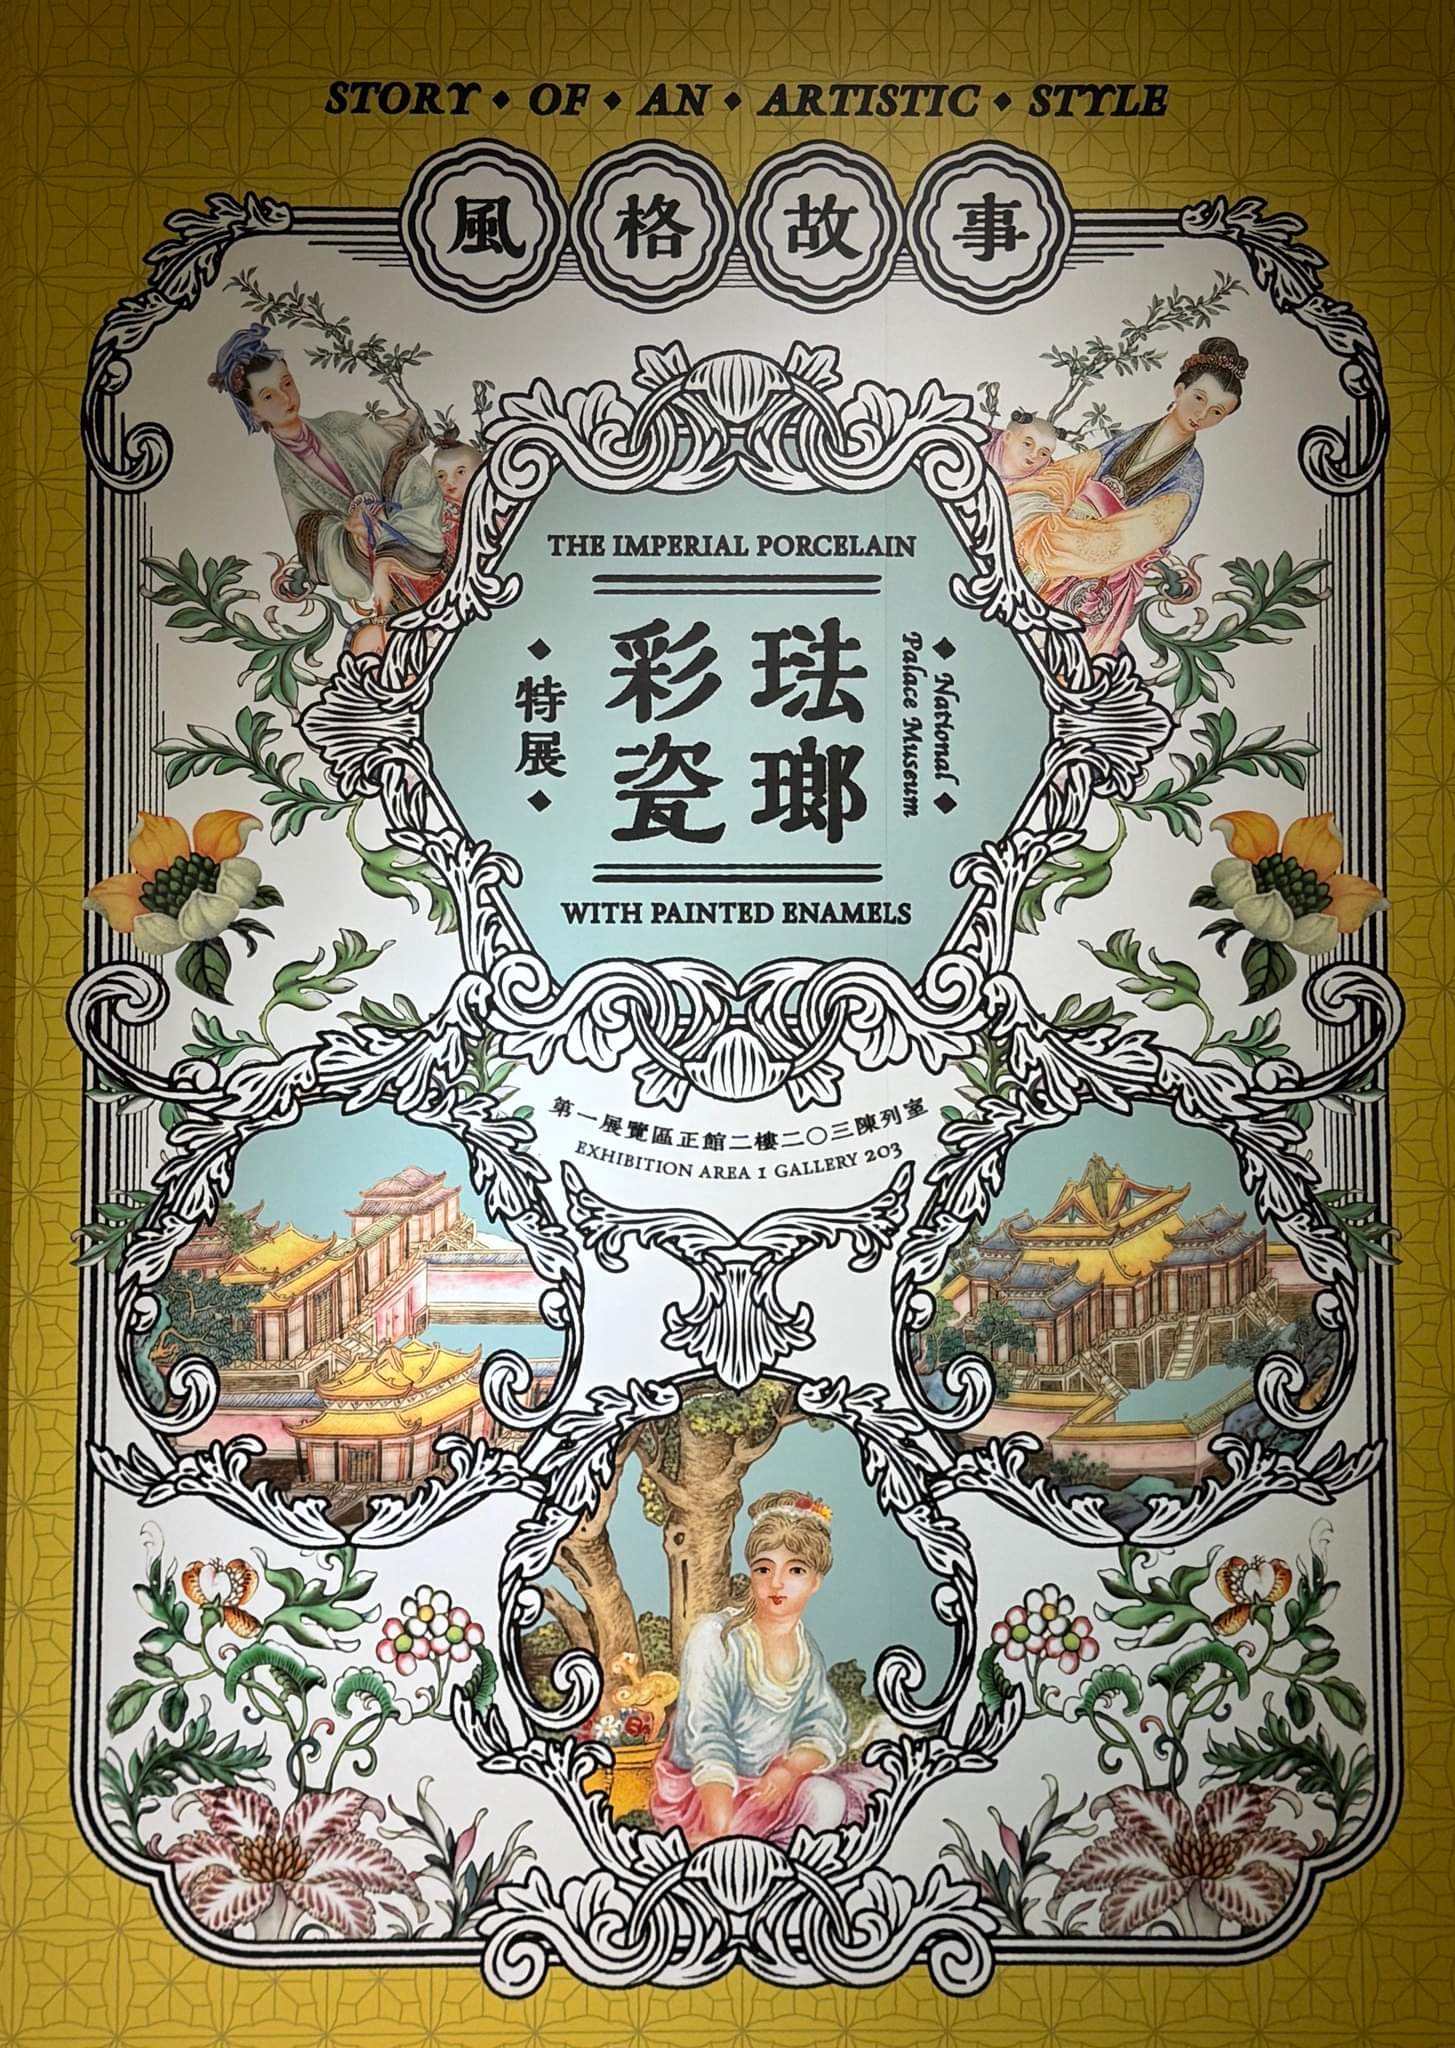 STORY ◆ OF ◆ AN ◆ ARTISTIC ◆ STYLE
風格故事
THE IMPERIAL PORCELAIN
◆ National ◆
Palace Museum
琺瑯
彩瓷
◆ 特展 ◆
WITH PAINTED ENAMELS
第一展覽區正館二樓二〇三陳列室
EXHIBITION AREA 1 GALLERY 203